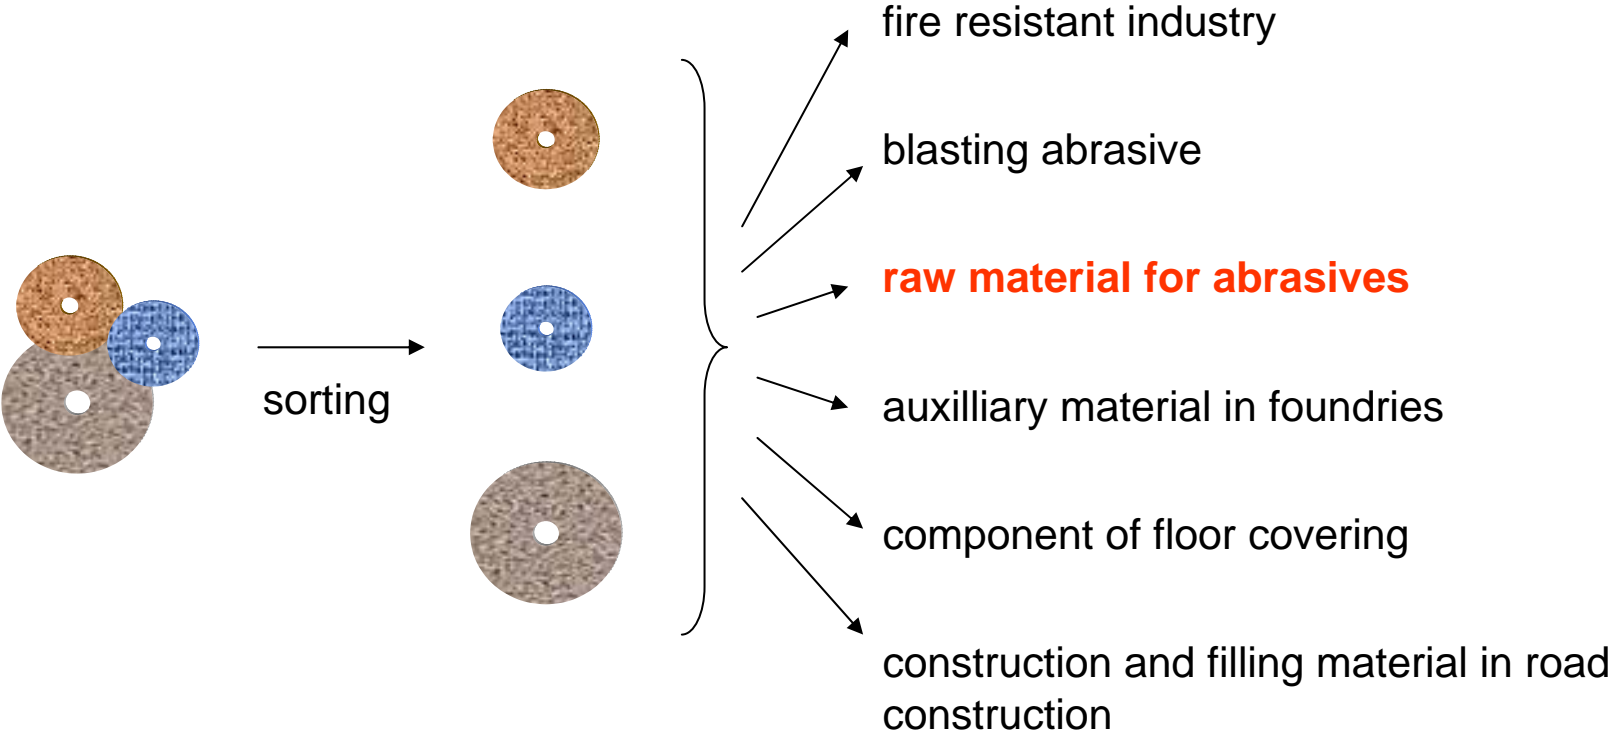 fire resistant industry
blasting abrasive
raw material for abrasives
sorting
auxilliary material in foundries
component of floor covering
construction and filling material in road
construction